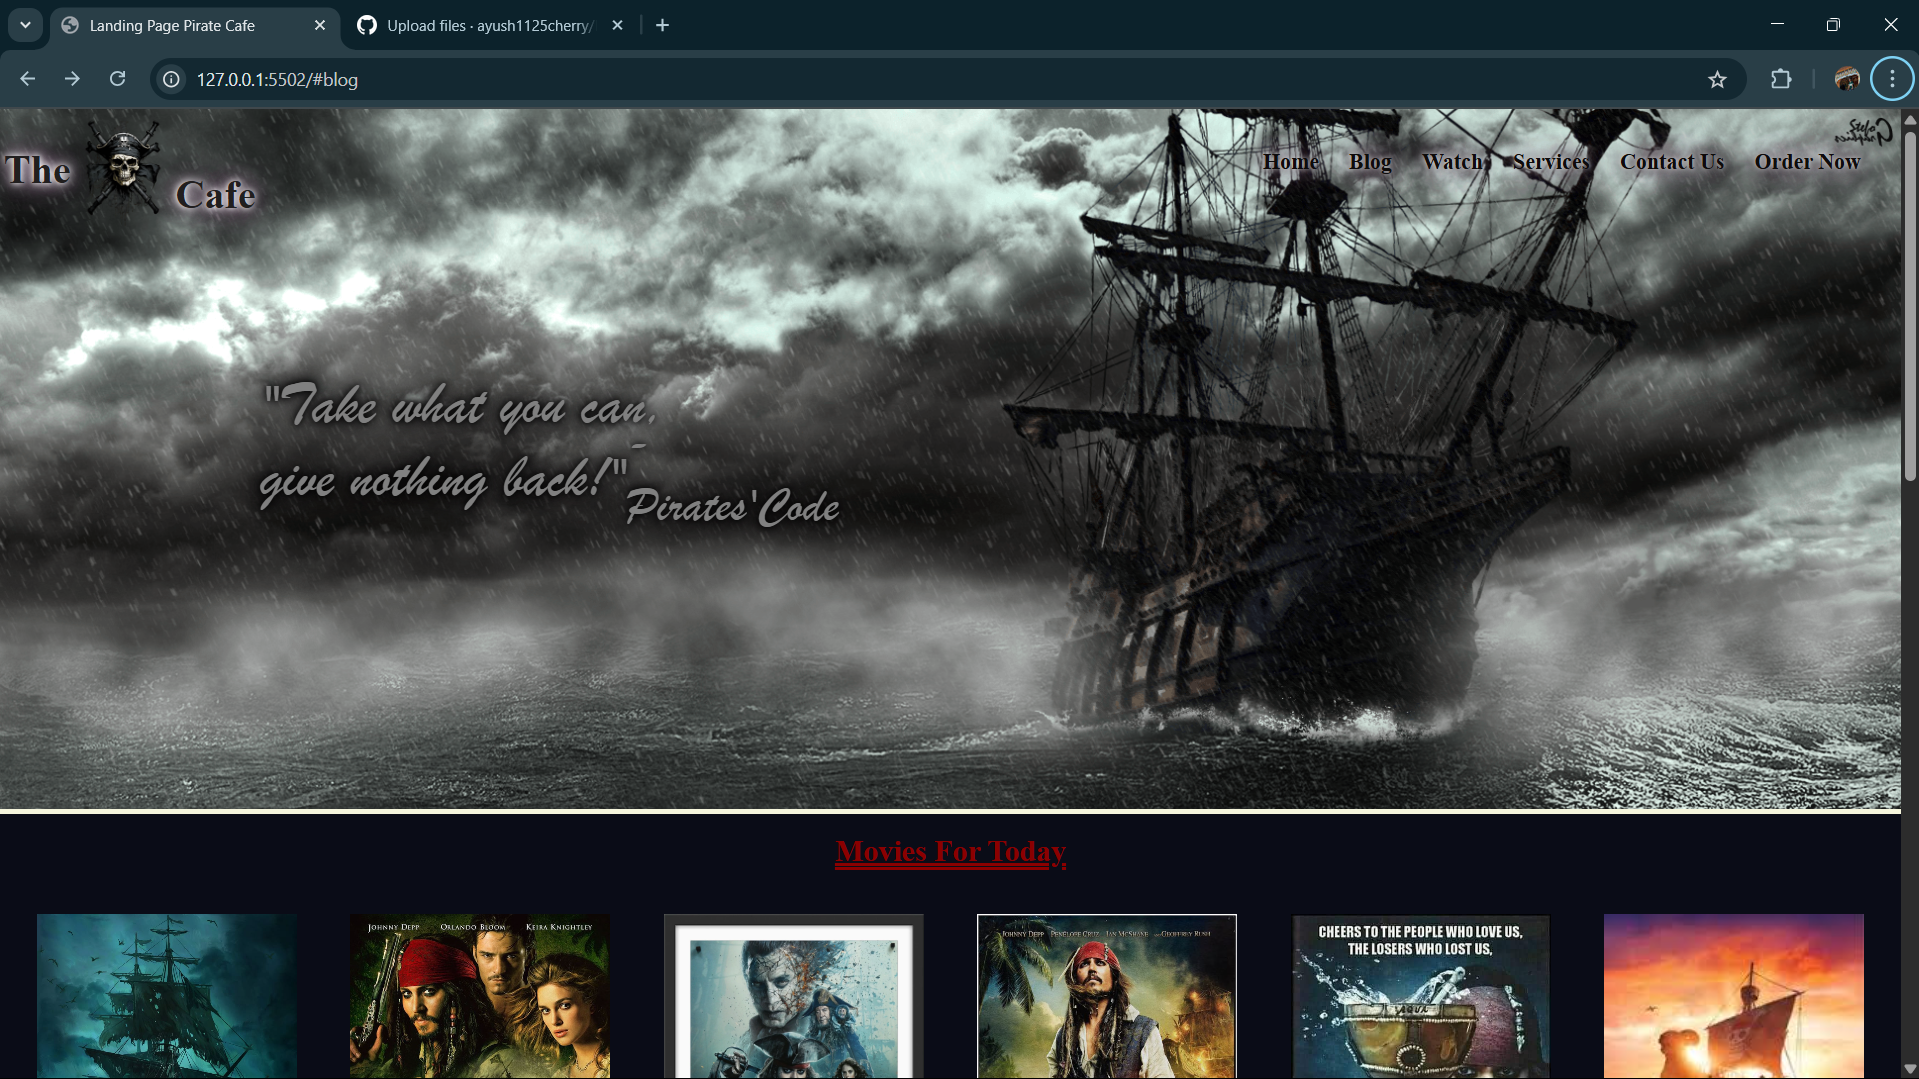 Landing Page Pirate Cafe
Upload files · ayush1125cherry/
127.0.0.1:5502/#blog
The
Cafe
Home Blog Watch Services Contact Us Order Now
"Take what you can,
give nothing back!"
-
Pirates'Code
Movies For Today
JOHNNY DEPP ORLANDO BLOOM KEIRA KNIGHTLEY
JOHNNY DEPP PENÉLOPE CRUZ IAN MCSHANE GEOFFREY RUSH
CHEERS TO THE PEOPLE WHO LOVE US,
THE LOSERS WHO LOST US,